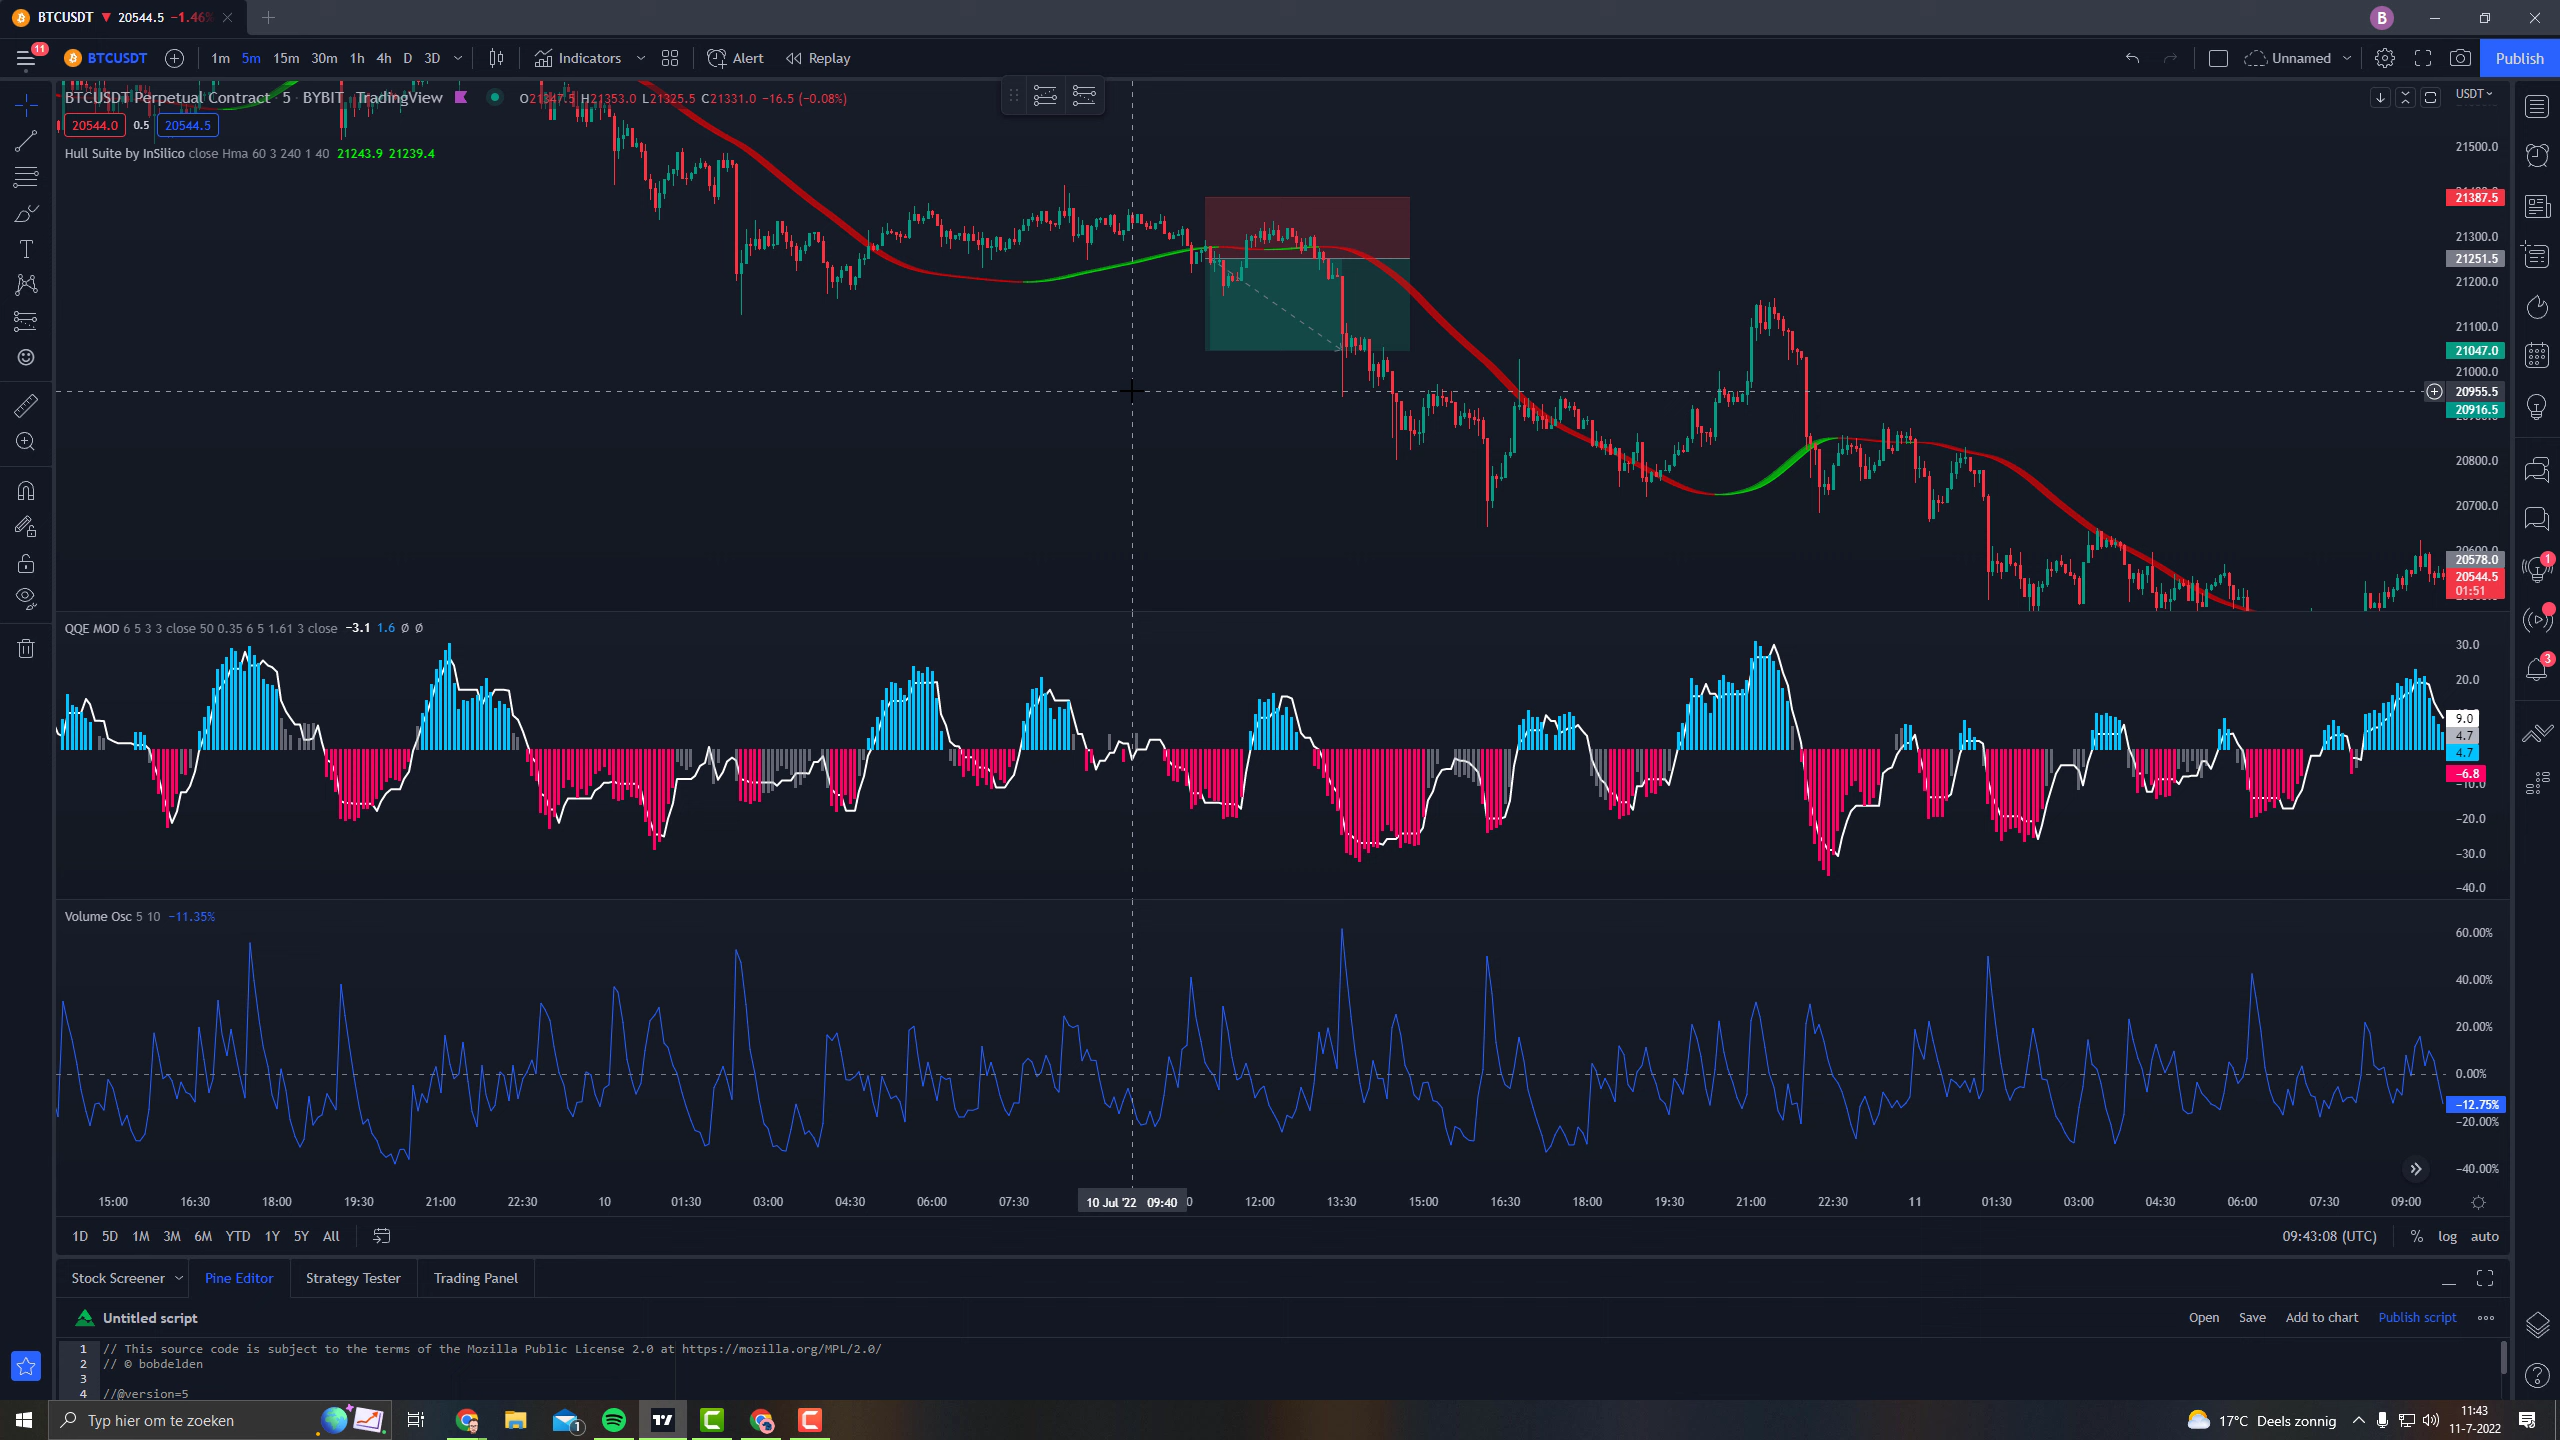 BTCUSDT ▼ 20544.5 −1.46%
B
11
BTCUSDT 1m 5m 15m 30m 1h 4h D 3D Indicators Alert Replay Unnamed Publish
BTCUSDT Perpetual Contract · 5 · BYBIT · TradingView O21347.5 H21353.0 L21325.5 C21331.0 −16.5 (−0.08%)
USDT
20544.0 0.5 20544.5
Hull Suite by InSilico close Hma 60 3 240 1 40 21243.9 21239.4
21500.0
21387.5
21300.0
21251.5
21200.0
21100.0
21047.0
21000.0
20955.5
20916.5
20800.0
20700.0
20578.0
20544.5
01:51
1
3
QQE MOD 6 5 3 3 close 50 0.35 6 5 1.61 3 close −3.1 1.6 ø ø
30.0
20.0
9.0
4.7
4.7
−6.8
−10.0
−20.0
−30.0
−40.0
Volume Osc 5 10 −11.35%
60.00%
40.00%
20.00%
0.00%
−12.75%
−20.00%
−40.00%
15:00 16:30 18:00 19:30 21:00 22:30 10 01:30 03:00 04:30 06:00 07:30 10 Jul '22 09:40 12:00 13:30 15:00 16:30 18:00 19:30 21:00 22:30 11 01:30 03:00 04:30 06:00 07:30 09:00
1D 5D 1M 3M 6M YTD 1Y 5Y All 09:43:08 (UTC) % log auto
Stock Screener Pine Editor Strategy Tester Trading Panel
Untitled script Open Save Add to chart Publish script
1 // This source code is subject to the terms of the Mozilla Public License 2.0 at https://mozilla.org/MPL/2.0/
2 // © bobdelden
3
4 //@version=5
Typ hier om te zoeken 1 17°C Deels zonnig 11:43
11-7-2022